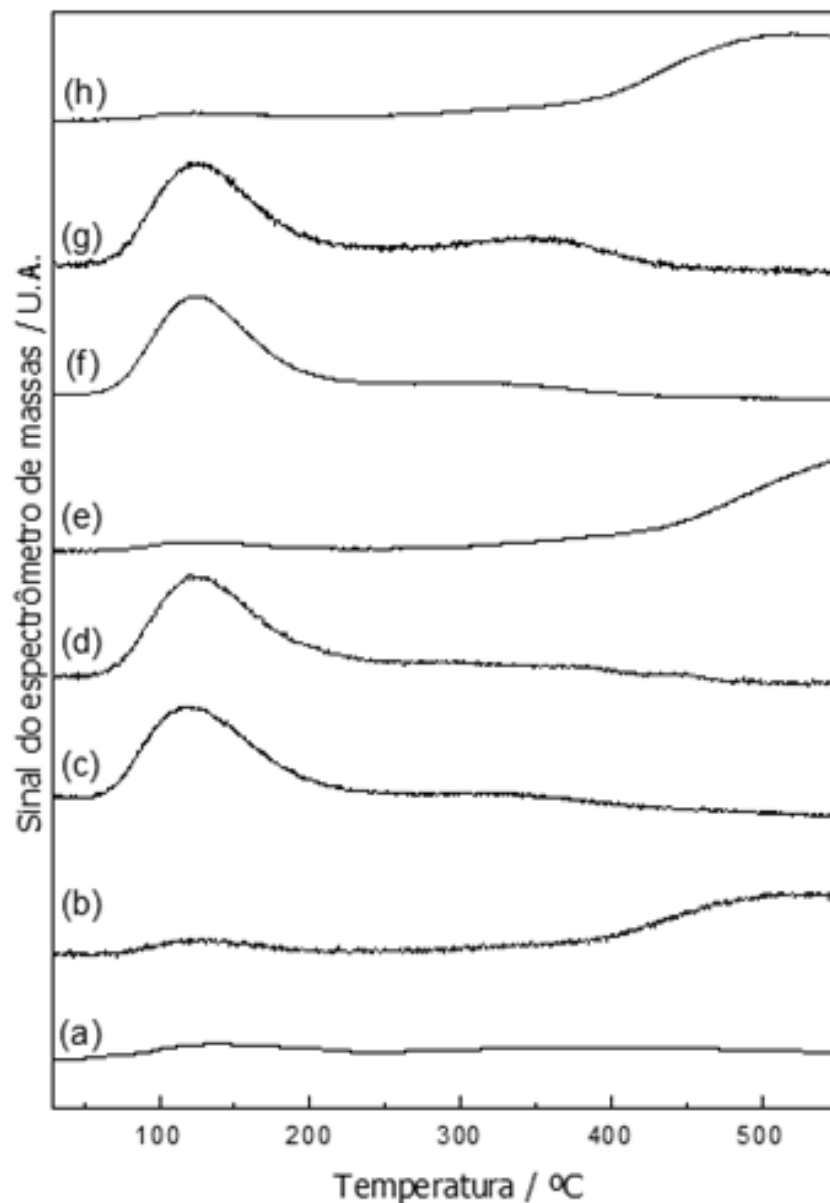 (h)
(g)
(f)
(e)
(d)
(c)
(b)
(a)
Sinal do espectrômetro de massas / U.A.
100 200 300 400 500
Temperatura / ºC